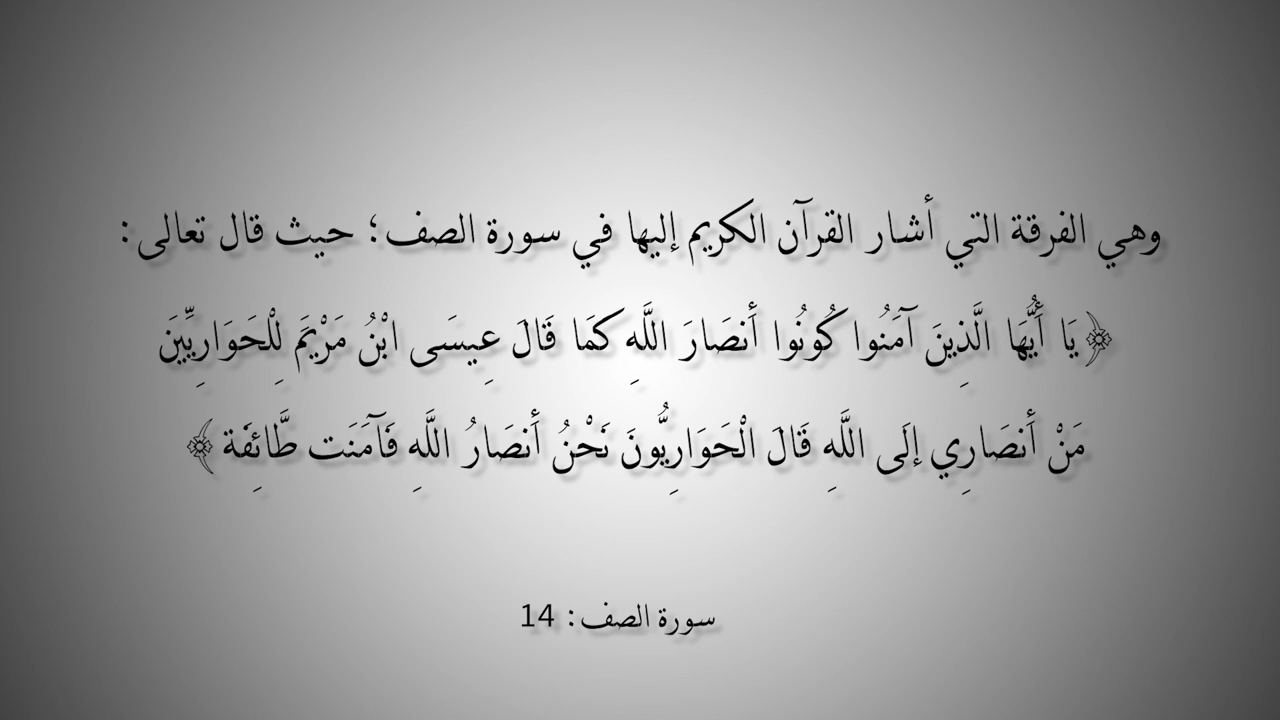 وهي الفرقة التي أشار القرآن الكريم إليها في سورة الصف؛ حيث قال تعالى:
﴿يَا أَيُّهَا الَّذِينَ آمَنُوا كُونُوا أَنصَارَ اللَّهِ كَمَا قَالَ عِيسَى ابْنُ مَرْيَمَ لِلْحَوَارِيِّينَ
مَنْ أَنصَارِي إِلَى اللَّهِ قَالَ الْحَوَارِيُّونَ نَحْنُ أَنصَارُ اللَّهِ فَآمَنَت طَّائِفَة﴾
سورة الصف: 14